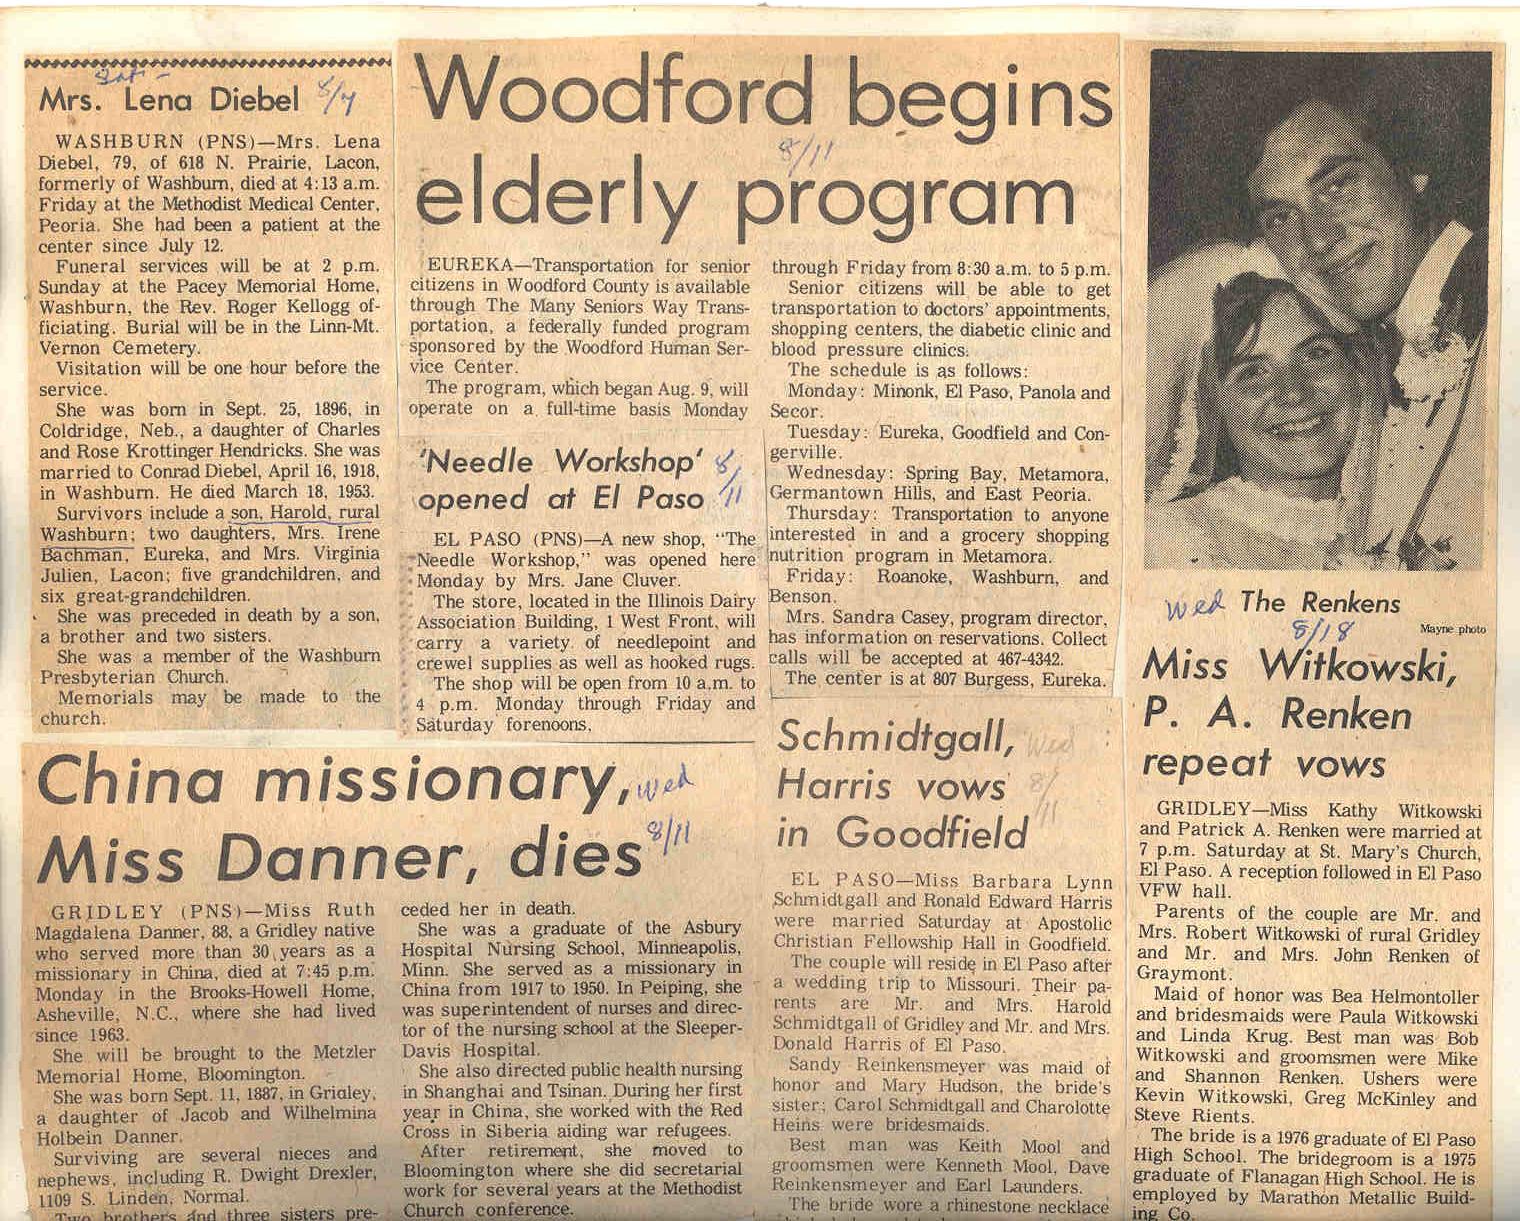 Sat -
Mrs. Lena Diebel 8/7
WASHBURN (PNS)—Mrs. Lena
Diebel, 79, of 618 N. Prairie, Lacon,
formerly of Washburn, died at 4:13 a.m.
Friday at the Methodist Medical Center,
Peoria. She had been a patient at the
center since July 12.
Funeral services will be at 2 p.m.
Sunday at the Pacey Memorial Home,
Washburn, the Rev. Roger Kellogg of-
ficiating. Burial will be in the Linn-Mt.
Vernon Cemetery.
Visitation will be one hour before the
service.
She was born in Sept. 25, 1896, in
Coldridge, Neb., a daughter of Charles
and Rose Krottinger Hendricks. She was
married to Conrad Diebel, April 16, 1918,
in Washburn. He died March 18, 1953.
Survivors include a son, Harold, rural
Washburn; two daughters, Mrs. Irene
Bachman, Eureka, and Mrs. Virginia
Julien, Lacon; five grandchildren, and
six great-grandchildren.
She was preceded in death by a son,
a brother and two sisters.
She was a member of the Washburn
Presbyterian Church.
Memorials may be made to the
church.
Woodford begins
8/11
elderly program
EUREKA—Transportation for senior
citizens in Woodford County is available
through The Many Seniors Way Trans-
portation, a federally funded program
sponsored by the Woodford Human Ser-
vice Center.
The program, which began Aug. 9, will
operate on a full-time basis Monday
through Friday from 8:30 a.m. to 5 p.m.
Senior citizens will be able to get
transportation to doctors' appointments,
shopping centers, the diabetic clinic and
blood pressure clinics.
The schedule is as follows:
Monday: Minonk, El Paso, Panola and
Secor.
Tuesday: Eureka, Goodfield and Con-
gerville.
Wednesday: Spring Bay, Metamora,
Germantown Hills, and East Peoria.
Thursday: Transportation to anyone
interested in and a grocery shopping
nutrition program in Metamora.
Friday: Roanoke, Washburn, and
Benson.
Mrs. Sandra Casey, program director,
has information on reservations. Collect
calls will be accepted at 467-4342.
The center is at 807 Burgess, Eureka.
'Needle Workshop' 8/11
opened at El Paso
EL PASO (PNS)—A new shop, "The
Needle Workshop," was opened here
Monday by Mrs. Jane Cluver.
The store, located in the Illinois Dairy
Association Building, 1 West Front, will
carry a variety of needlepoint and
crewel supplies as well as hooked rugs.
The shop will be open from 10 a.m. to
4 p.m. Monday through Friday and
Saturday forenoons.
China missionary, Wed
Miss Danner, dies 8/11
GRIDLEY (PNS)—Miss Ruth
Magdalena Danner, 88, a Gridley native
who served more than 30 years as a
missionary in China, died at 7:45 p.m.
Monday in the Brooks-Howell Home,
Asheville, N.C., where she had lived
since 1963.
She will be brought to the Metzler
Memorial Home, Bloomington.
She was born Sept. 11, 1887, in Gridley,
a daughter of Jacob and Wilhelmina
Holbein Danner.
Surviving are several nieces and
nephews, including R. Dwight Drexler,
1109 S. Linden, Normal.
Two brothers and three sisters pre-
ceded her in death.
She was a graduate of the Asbury
Hospital Nursing School, Minneapolis,
Minn. She served as a missionary in
China from 1917 to 1950. In Peiping, she
was superintendent of nurses and direc-
tor of the nursing school at the Sleeper-
Davis Hospital.
She also directed public health nursing
in Shanghai and Tsinan. During her first
year in China, she worked with the Red
Cross in Siberia aiding war refugees.
After retirement, she moved to
Bloomington where she did secretarial
work for several years at the Methodist
Church conference.
Schmidtgall, Wed
Harris vows 8/11
in Goodfield
EL PASO—Miss Barbara Lynn
Schmidtgall and Ronald Edward Harris
were married Saturday at Apostolic
Christian Fellowship Hall in Goodfield.
The couple will reside in El Paso after
a wedding trip to Missouri. Their pa-
rents are Mr. and Mrs. Harold
Schmidtgall of Gridley and Mr. and Mrs.
Donald Harris of El Paso.
Sandy Reinkensmeyer was maid of
honor and Mary Hudson, the bride's
sister; Carol Schmidtgall and Charolotte
Heins were bridesmaids.
Best man was Keith Mool and
groomsmen were Kenneth Mool, Dave
Reinkensmeyer and Earl Launders.
The bride wore a rhinestone necklace
Wed The Renkens
8/18 Mayne photo
Miss Witkowski,
P. A. Renken
repeat vows
GRIDLEY—Miss Kathy Witkowski
and Patrick A. Renken were married at
7 p.m. Saturday at St. Mary's Church,
El Paso. A reception followed in El Paso
VFW hall.
Parents of the couple are Mr. and
Mrs. Robert Witkowski of rural Gridley
and Mr. and Mrs. John Renken of
Graymont.
Maid of honor was Bea Helmontoller
and bridesmaids were Paula Witkowski
and Linda Krug. Best man was Bob
Witkowski and groomsmen were Mike
and Shannon Renken. Ushers were
Kevin Witkowski, Greg McKinley and
Steve Rients.
The bride is a 1976 graduate of El Paso
High School. The bridegroom is a 1975
graduate of Flanagan High School. He is
employed by Marathon Metallic Build-
ing Co.